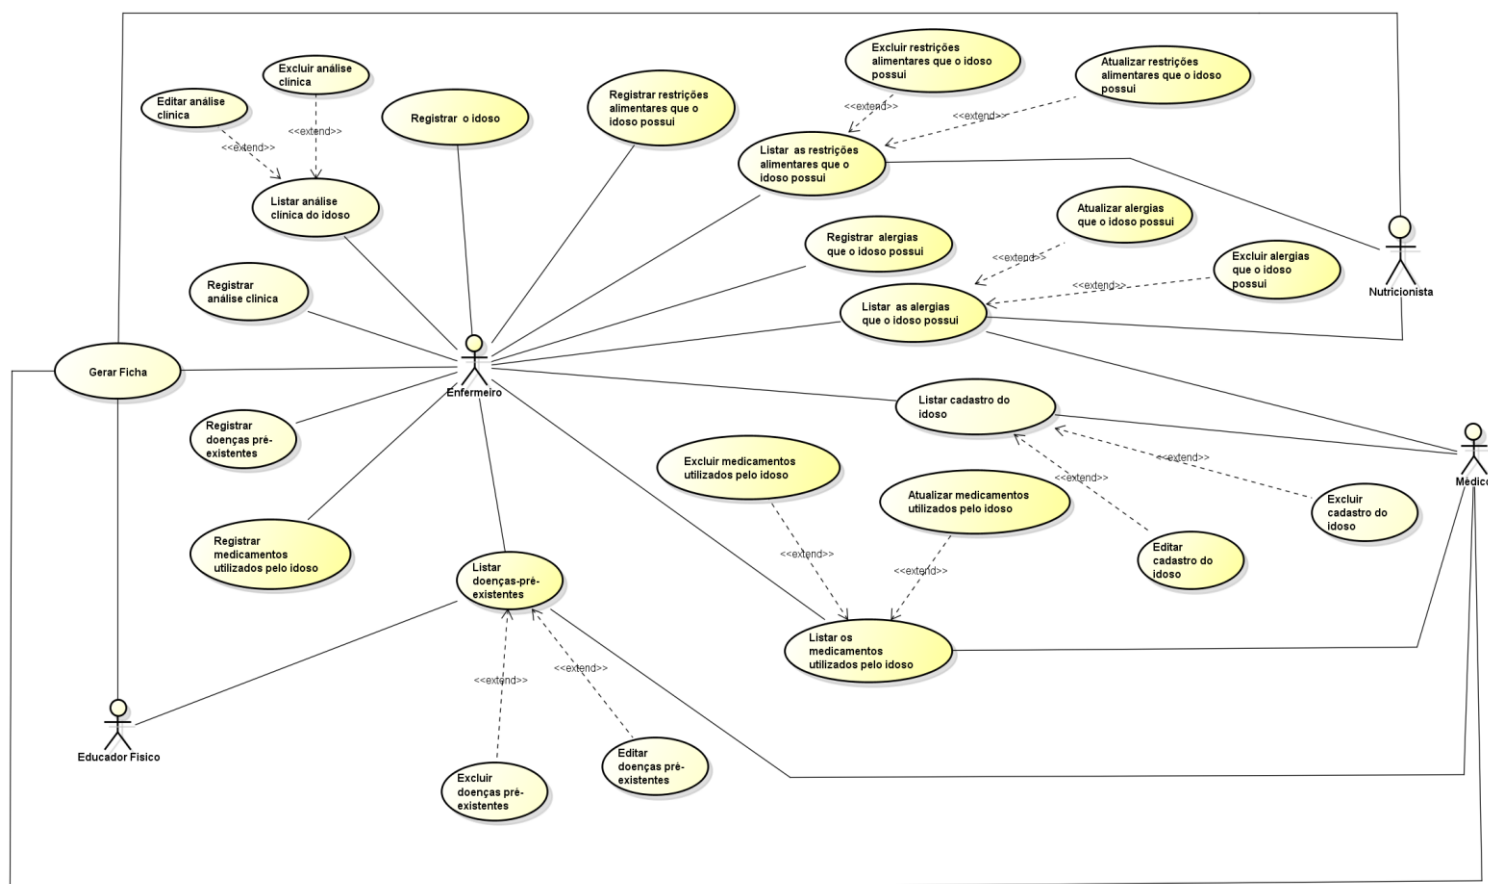 Excluir restrições
alimentares que o idoso
possui
Atualizar restrições
alimentares que o idoso
possui
Excluir análise
clínica
Editar análise
clínica
Registrar restrições
alimentares que o
idoso possui
<<extend>>
<<extend>>
Registrar o idoso
<<extend>>
<<extend>>
Listar as restrições
alimentares que o
idoso possui
Listar análise
clínica do idoso
Atualizar alergias
que o idoso possui
Registrar alergias
que o idoso possui
<<extend>>
Excluir alergias
que o idoso
possui
Registrar
análise clinica
<<extend>>
Nutricionista
Listar as alergias
que o idoso possui
Gerar Ficha
Enfermeiro
Listar cadastro do
idoso
Registrar
doenças pré-
existentes
Excluir medicamentos
utilizados pelo idoso
<<extend>>
<<extend>>
Médico
Atualizar medicamentos
utilizados pelo idoso
Excluir
cadastro do
idoso
Registrar
medicamentos
utilizados pelo idoso
<<extend>>
Editar
cadastro do
idoso
Listar
doenças-pré-
existentes
<<extend>>
Listar os
medicamentos
utilizados pelo idoso
<<extend>>
<<extend>>
Educador Fisico
Editar
doenças pré-
existentes
Excluir
doenças pré-
existentes